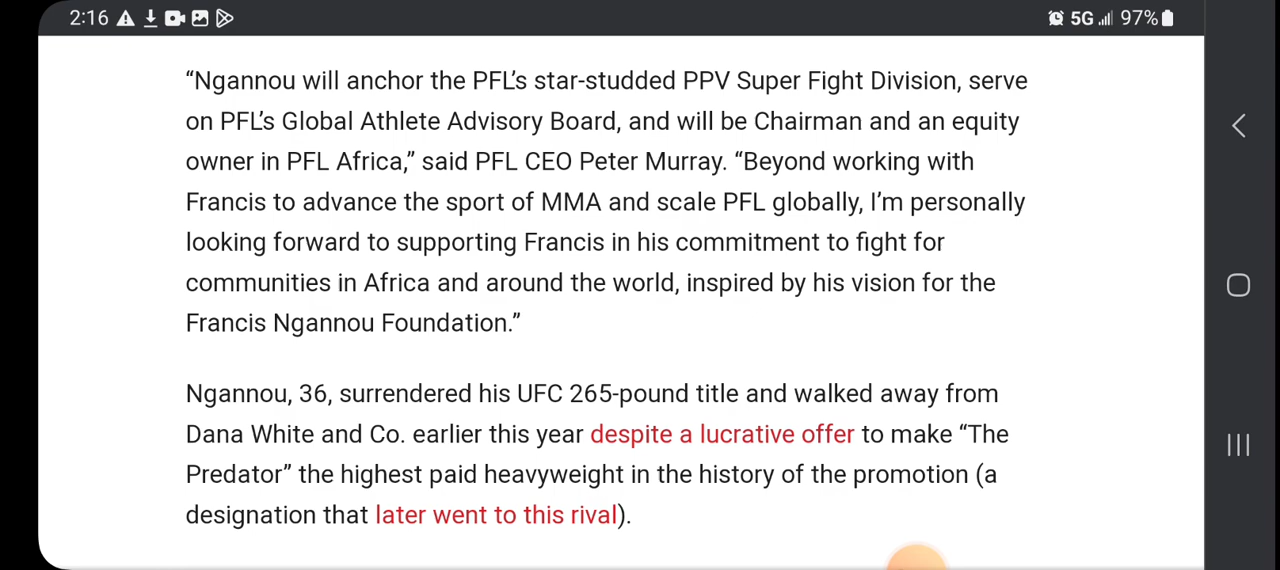 2:16
5G 97%
“Ngannou will anchor the PFL’s star-studded PPV Super Fight Division, serve
on PFL’s Global Athlete Advisory Board, and will be Chairman and an equity
owner in PFL Africa,” said PFL CEO Peter Murray. “Beyond working with
Francis to advance the sport of MMA and scale PFL globally, I’m personally
looking forward to supporting Francis in his commitment to fight for
communities in Africa and around the world, inspired by his vision for the
Francis Ngannou Foundation.”
Ngannou, 36, surrendered his UFC 265-pound title and walked away from
Dana White and Co. earlier this year despite a lucrative offer to make “The
Predator” the highest paid heavyweight in the history of the promotion (a
designation that later went to this rival).